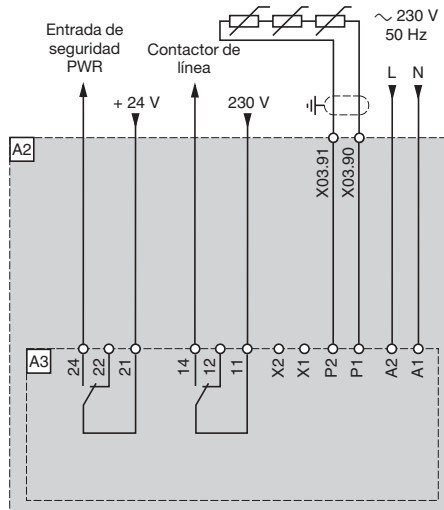 Entrada de
seguridad
PWR
Contactor de
línea
∼ 230 V
50 Hz
+ 24 V
230 V
L
N
A2
X03.91
X03.90
A3
24
22
21
14
12
11
X2
X1
P2
P1
A2
A1